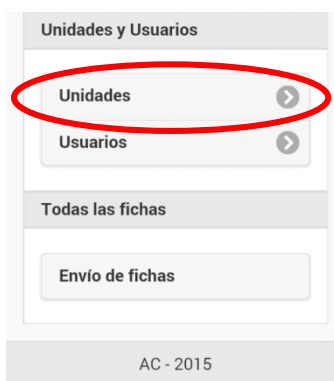 Unidades y Usuarios
Unidades
Usuarios
Todas las fichas
Envío de fichas
AC - 2015